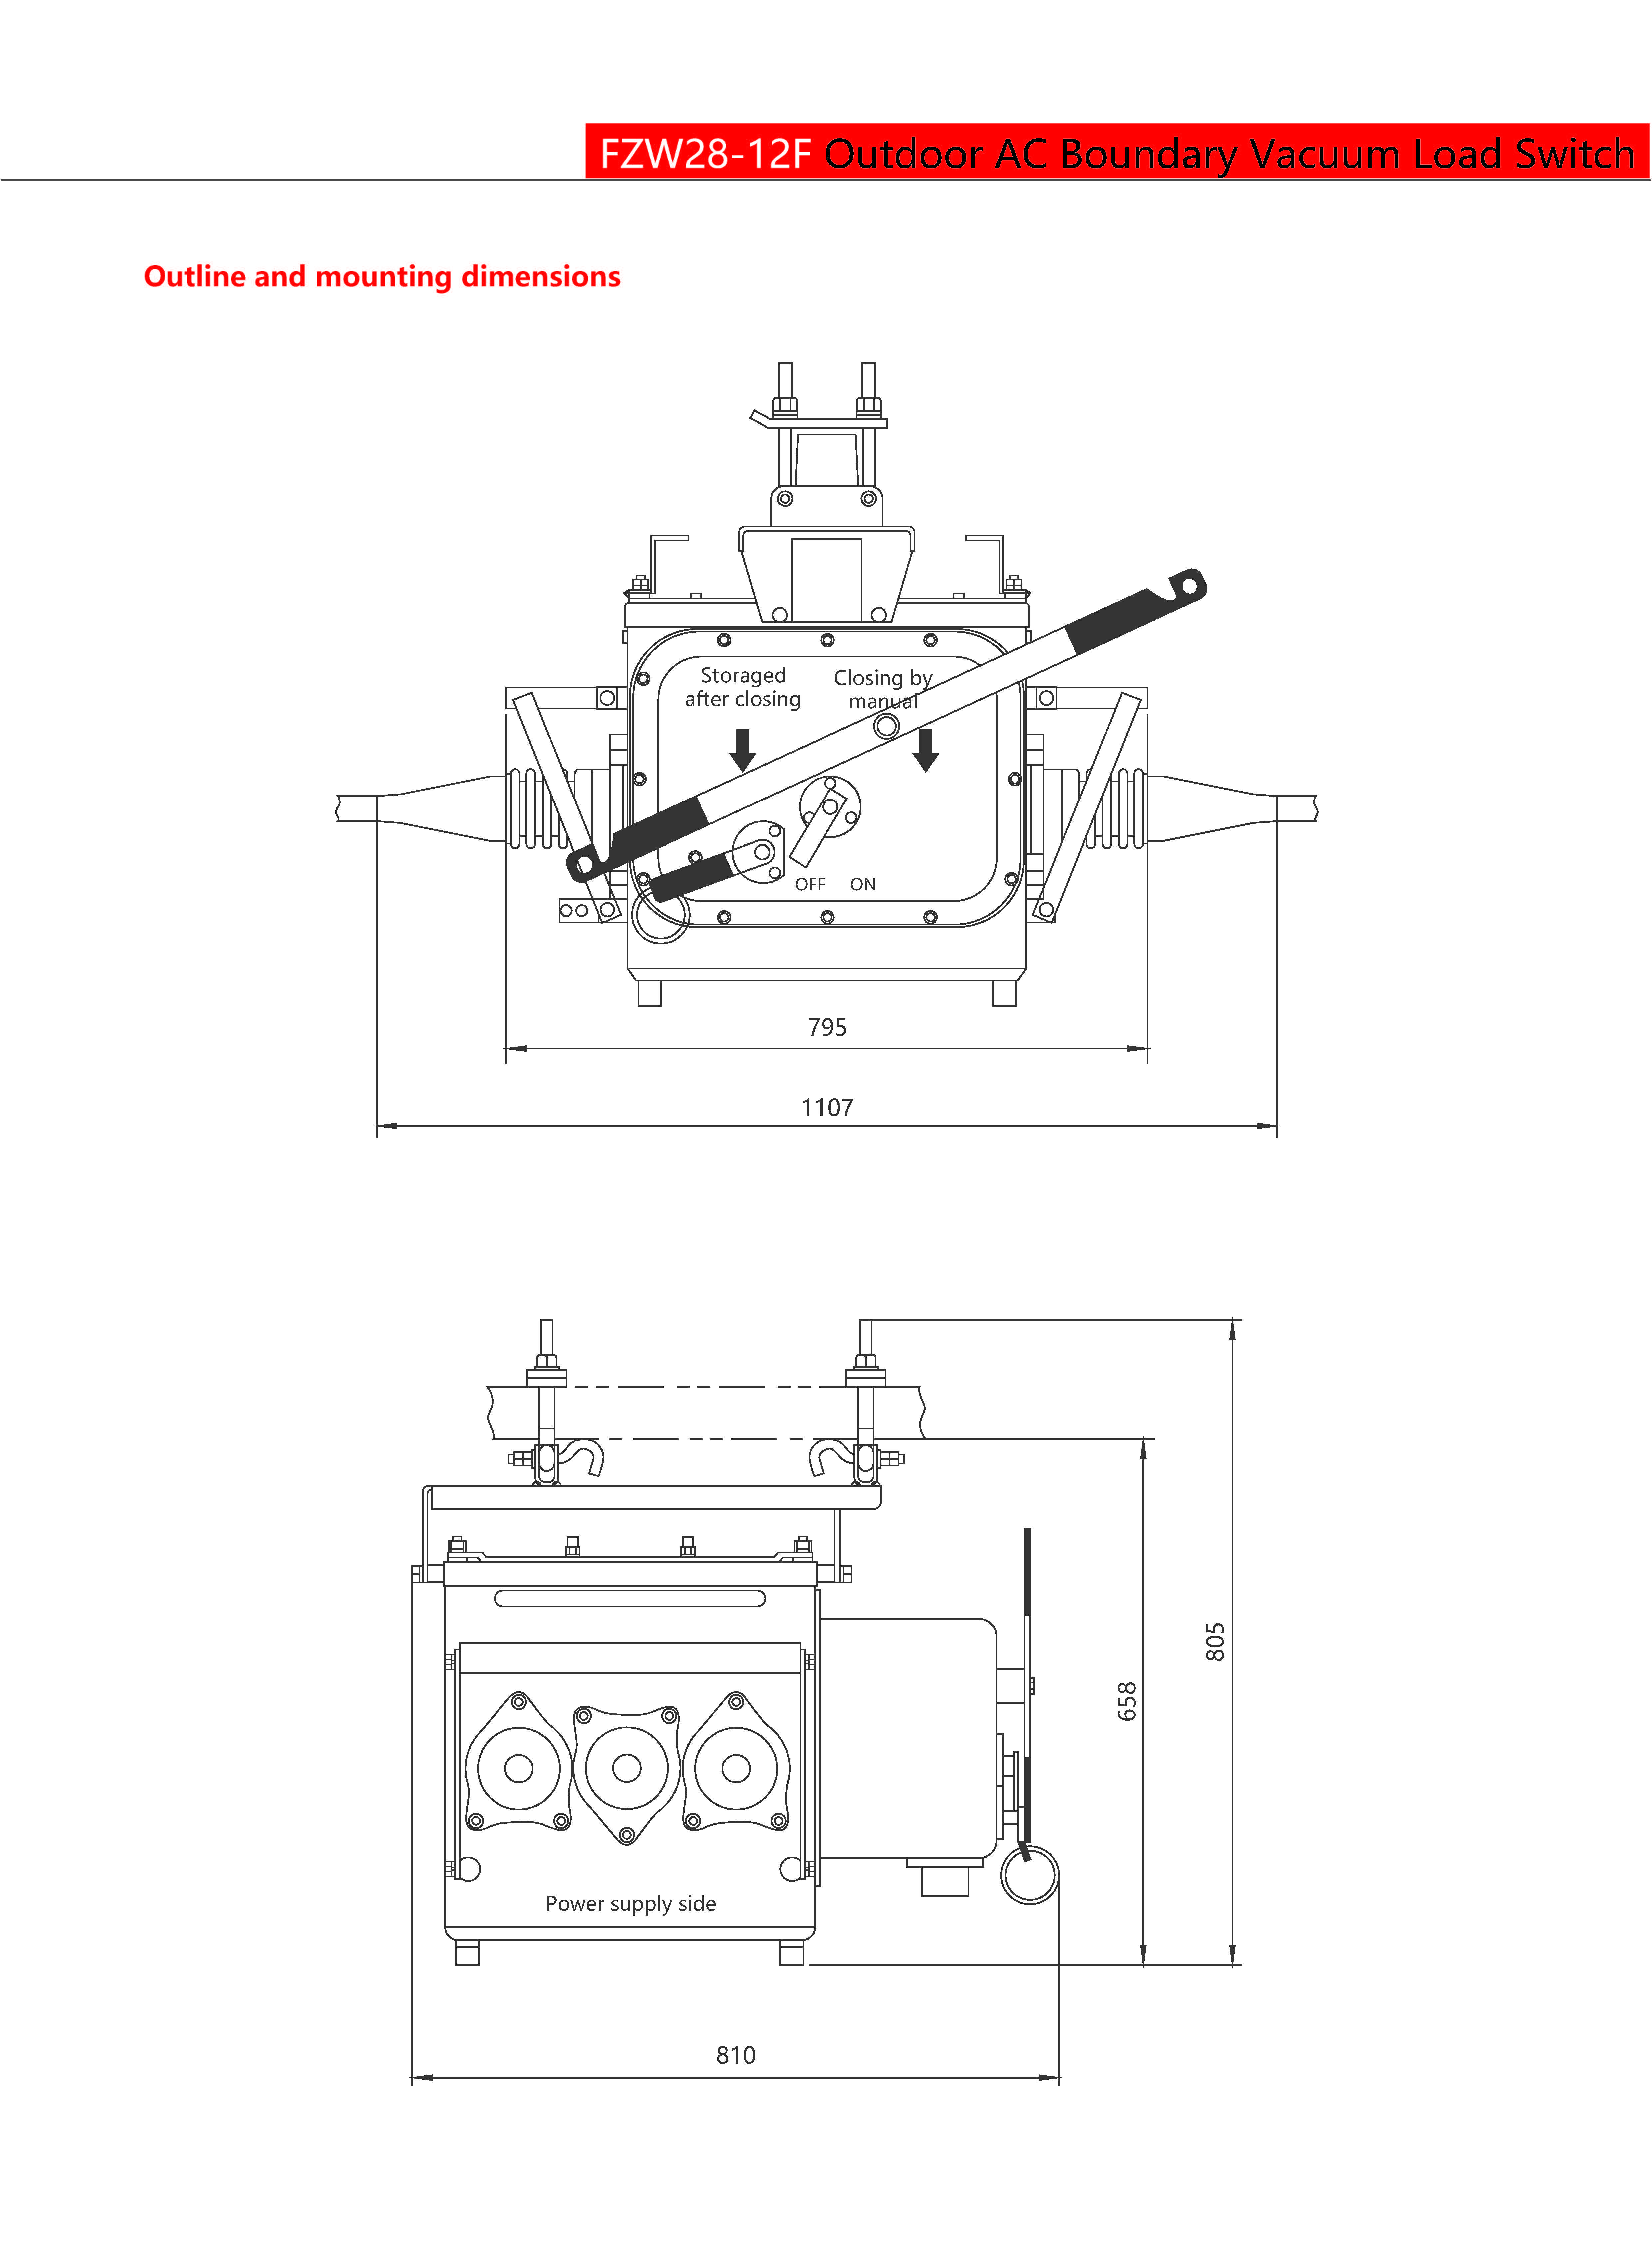 FZW28-12F Outdoor AC Boundary Vacuum Load Switch
Outline and mounting dimensions
Storaged
after closing
Closing by
manual
OFF ON
795
1107
805
658
Power supply side
810